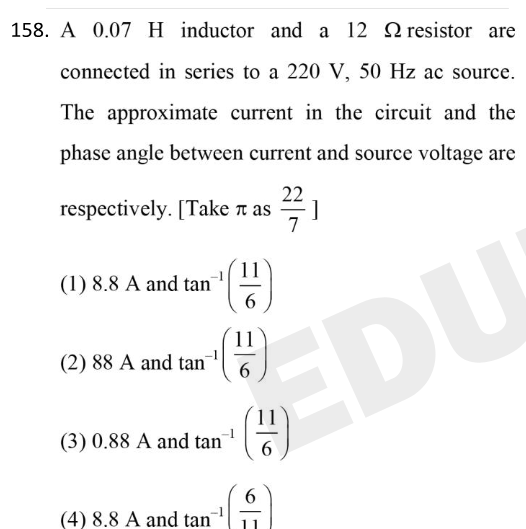 158. A 0.07 H inductor and a 12 Ω resistor are
connected in series to a 220 V, 50 Hz ac source.
The approximate current in the circuit and the
phase angle between current and source voltage are
respectively. [Take π as 22/7]
(1) 8.8 A and tan⁻¹(11/6)
(2) 88 A and tan⁻¹(11/6)
(3) 0.88 A and tan⁻¹(11/6)
(4) 8.8 A and tan⁻¹(6/11)
EDU